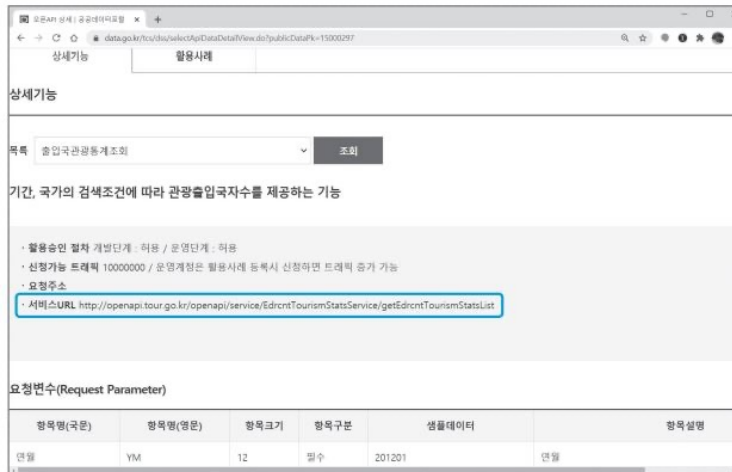 오픈API 상세 | 공공데이터포털
data.go.kr/tcs/dss/selectApiDataDetailView.do?publicDataPk=15000297
상세기능 활용사례
상세기능
목록 출입국관광통계조회 조회
기간, 국가의 검색조건에 따라 관광출입국자수를 제공하는 기능
· 활용승인 절차 개발단계 : 허용 / 운영단계 : 허용
· 신청가능 트래픽 10000000 / 운영계정은 활용사례 등록시 신청하면 트래픽 증가 가능
· 요청주소
· 서비스URL http://openapi.tour.go.kr/openapi/service/EdrcntTourismStatsService/getEdrcntTourismStatsList
요청변수(Request Parameter)
항목명(국문) 항목명(영문) 항목크기 항목구분 샘플데이터 항목설명
연월 YM 12 필수 201201 연월